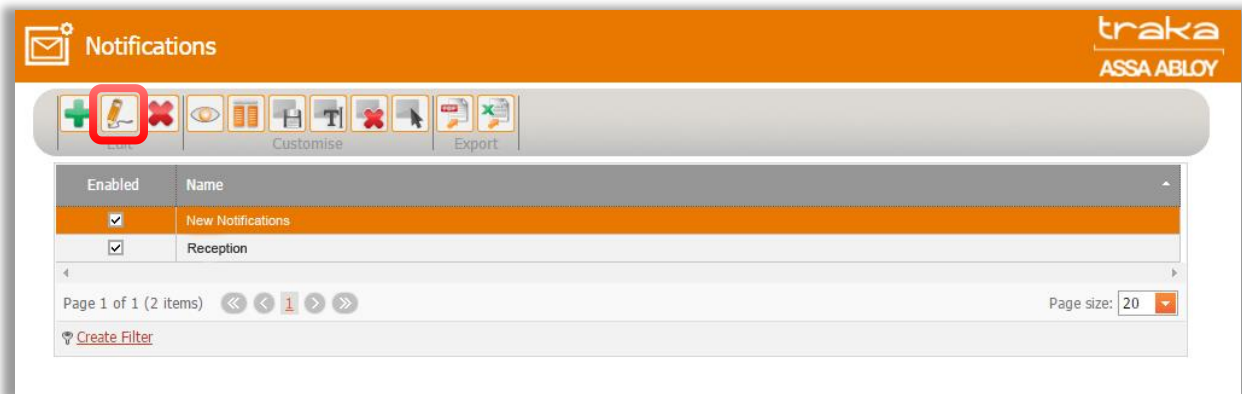 Notifications
traka
ASSA ABLOY
Edit
Customise
Export
Enabled
Name
New Notifications
Reception
Page 1 of 1 (2 items)
1
Page size: 20
Create Filter